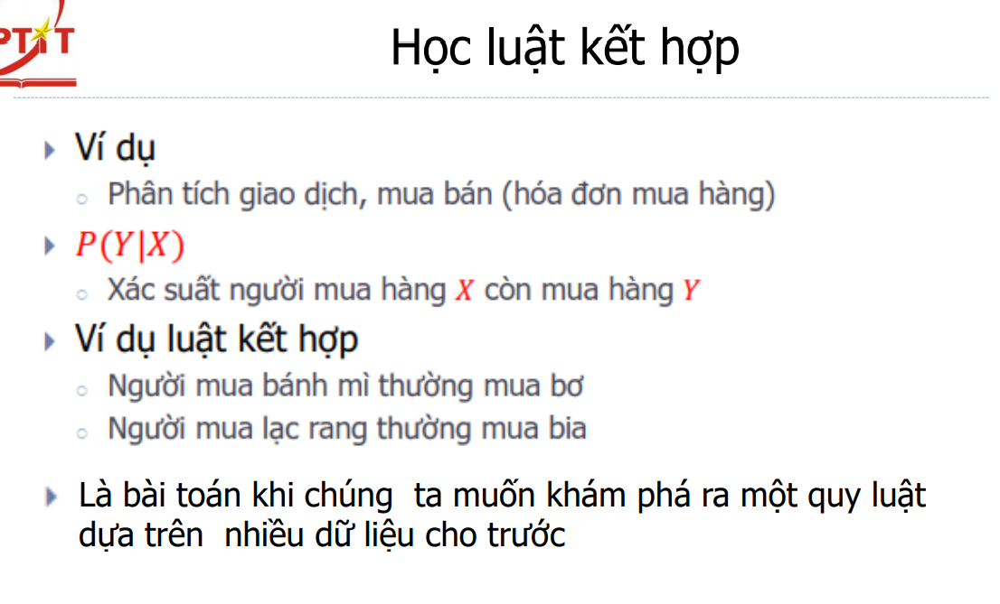 PTIT
Học luật kết hợp
Ví dụ
Phân tích giao dịch, mua bán (hóa đơn mua hàng)
P(Y|X)
Xác suất người mua hàng X còn mua hàng Y
Ví dụ luật kết hợp
Người mua bánh mì thường mua bơ
Người mua lạc rang thường mua bia
Là bài toán khi chúng ta muốn khám phá ra một quy luật
dựa trên nhiều dữ liệu cho trước